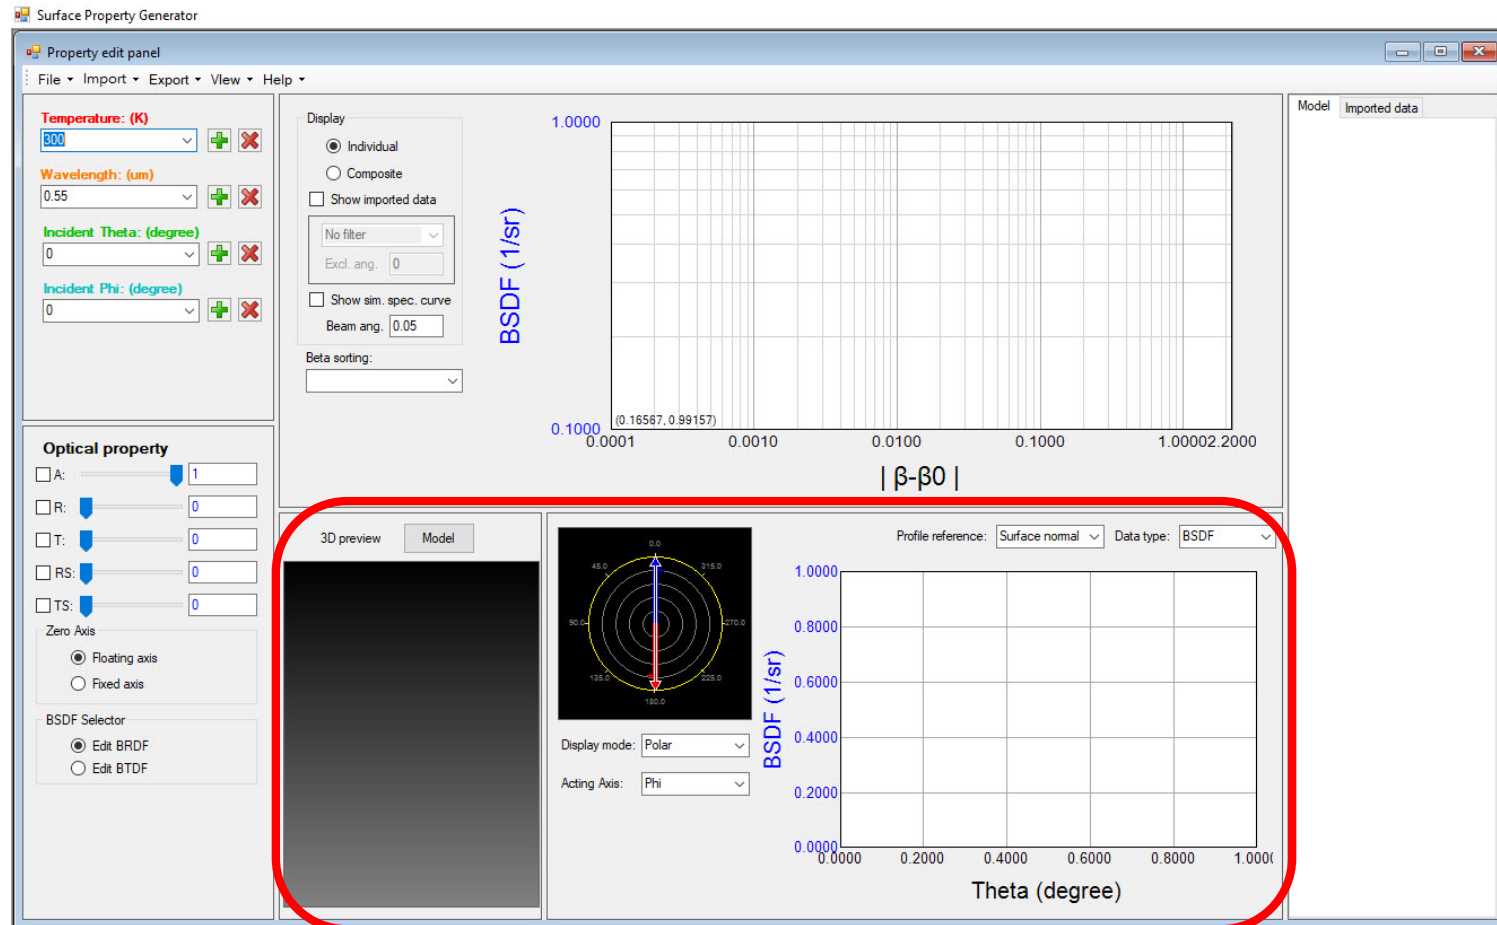 Surface Property Generator
Property edit panel
File Import Export VIew Help
Temperature: (K)
300
Wavelength: (um)
0.55
Incident Theta: (degree)
0
Incident Phi: (degree)
0
Display
Individual
Composite
Show imported data
No filter
Excl. ang. 0
Show sim. spec. curve
Beam ang. 0.05
Beta sorting:
BSDF (1/sr)
1.0000
0.1000
(0.16567, 0.99157)
0.0001 0.0010 0.0100 0.1000 1.00002.2000
| β-β0 |
Model Imported data
Optical property
A: 1
R: 0
T: 0
RS: 0
TS: 0
Zero Axis
Floating axis
Fixed axis
BSDF Selector
Edit BRDF
Edit BTDF
3D preview Model
0.0
45.0 315.0
90.0 270.0
135.0 225.0
180.0
Display mode: Polar
Acting Axis: Phi
Profile reference: Surface normal Data type: BSDF
BSDF (1/sr)
1.0000
0.8000
0.6000
0.4000
0.2000
0.0000
0.0000 0.2000 0.4000 0.6000 0.8000 1.0000
Theta (degree)